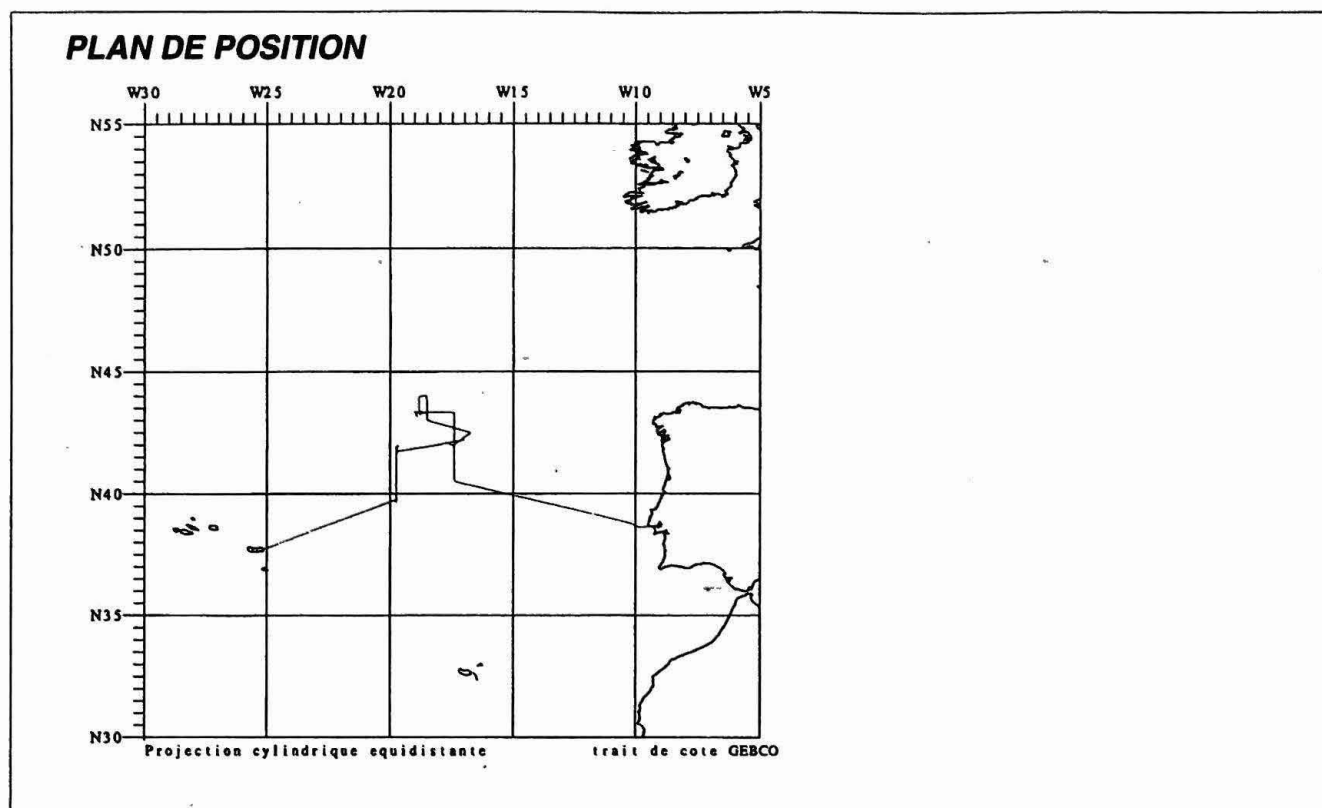 PLAN DE POSITION
W30 W25 W20 W15 W10 W5
N55
N50
N45
N40
N35
N30
Projection cylindrique equidistante trait de cote GEBCO